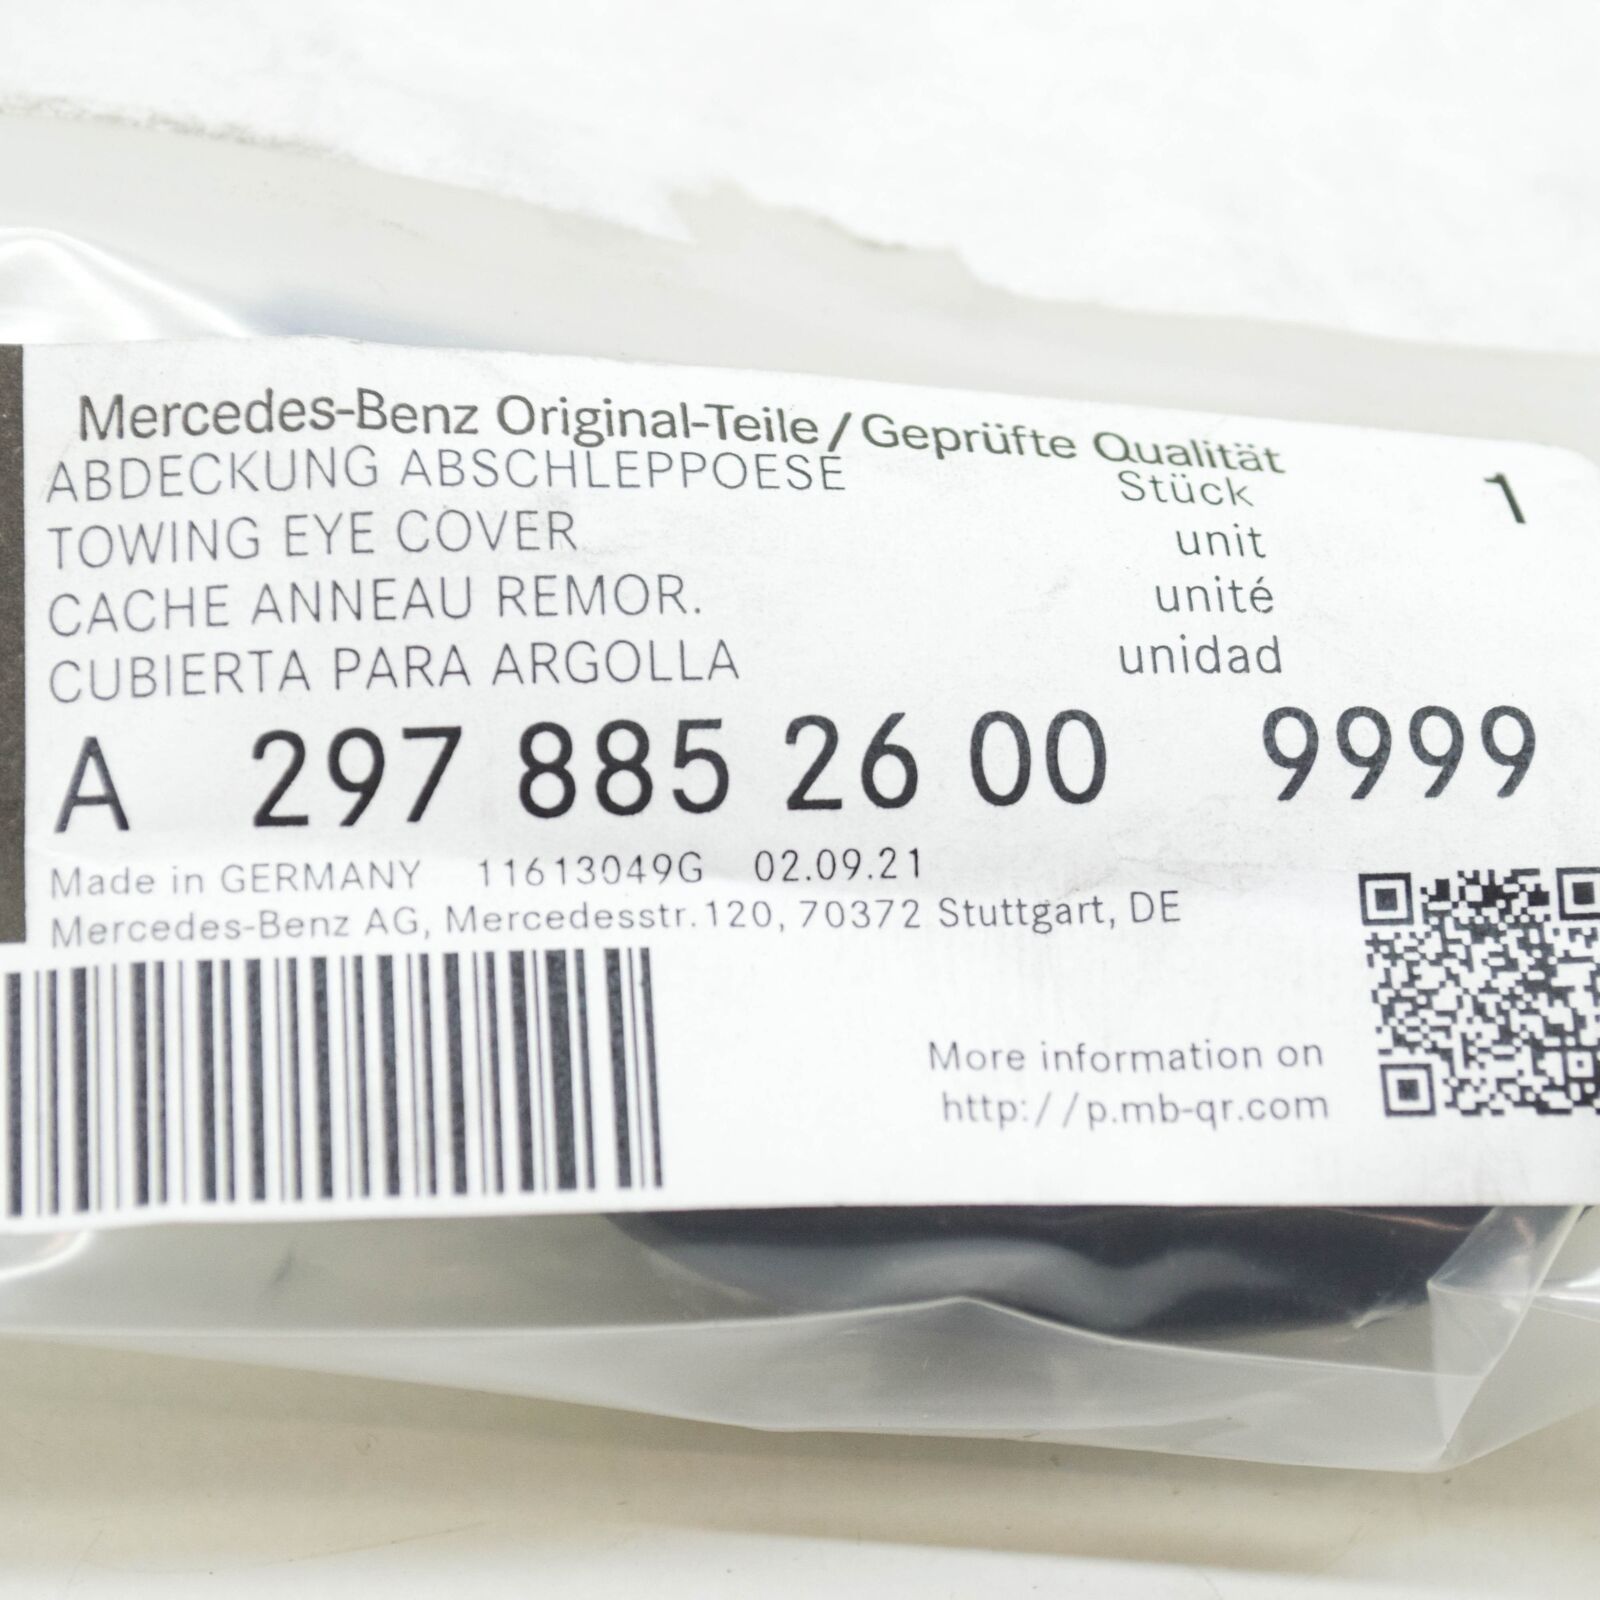 Mercedes-Benz Original-Teile/Geprüfte Qualität
ABDECKUNG ABSCHLEPPOESE Stück 1
TOWING EYE COVER unit
CACHE ANNEAU REMOR. unité
CUBIERTA PARA ARGOLLA unidad
A 297 885 26 00 9999
Made in GERMANY 11613049G 02.09.21
Mercedes-Benz AG, Mercedesstr. 120, 70372 Stuttgart, DE
More information on
http://p.mb-qr.com